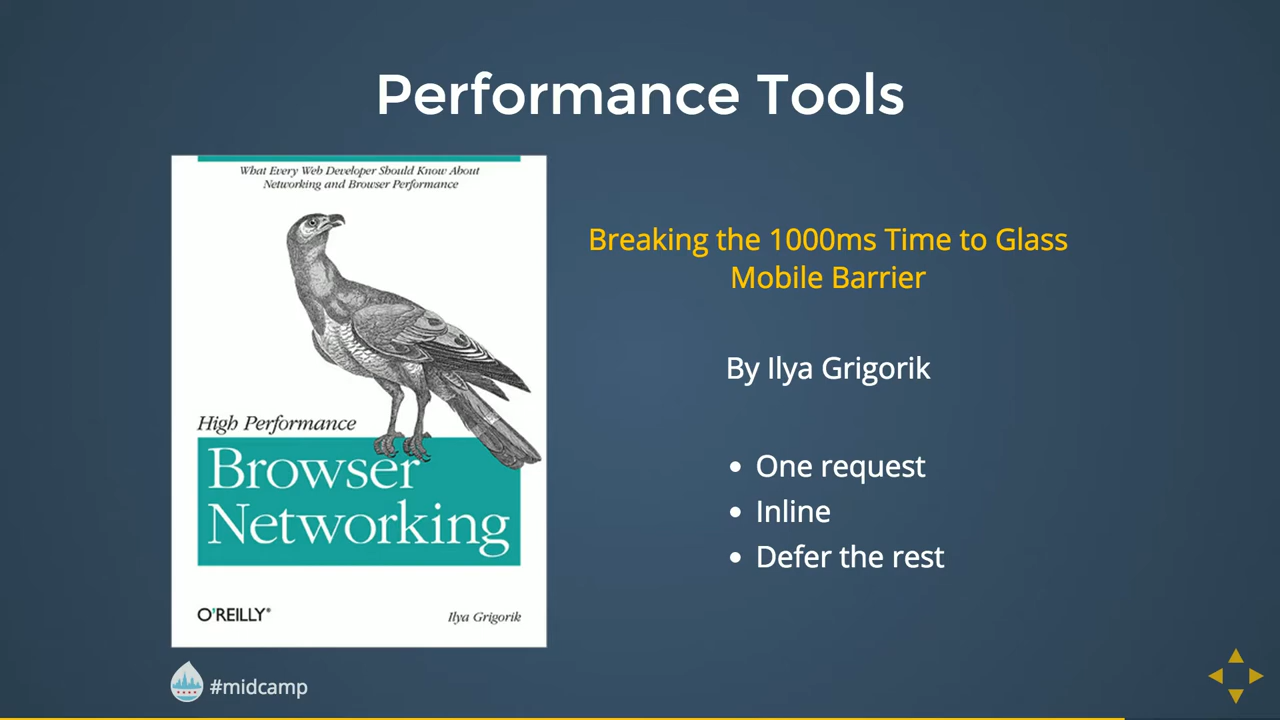 Performance Tools
What Every Web Developer Should Know About
Networking and Browser Performance
High Performance
Browser
Networking
O'REILLY®
Ilya Grigorik
Breaking the 1000ms Time to Glass
Mobile Barrier
By Ilya Grigorik
• One request
• Inline
• Defer the rest
#midcamp